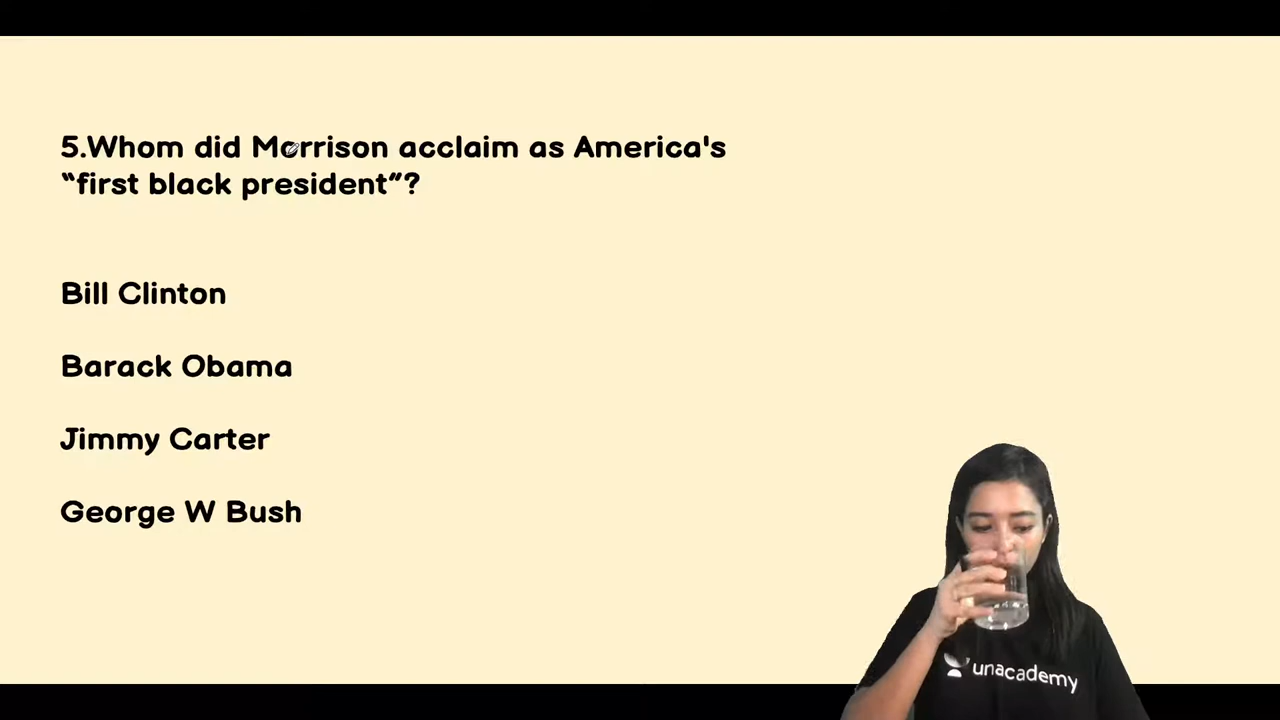 5.Whom did Morrison acclaim as America's
“first black president”?
Bill Clinton
Barack Obama
Jimmy Carter
George W Bush
unacademy